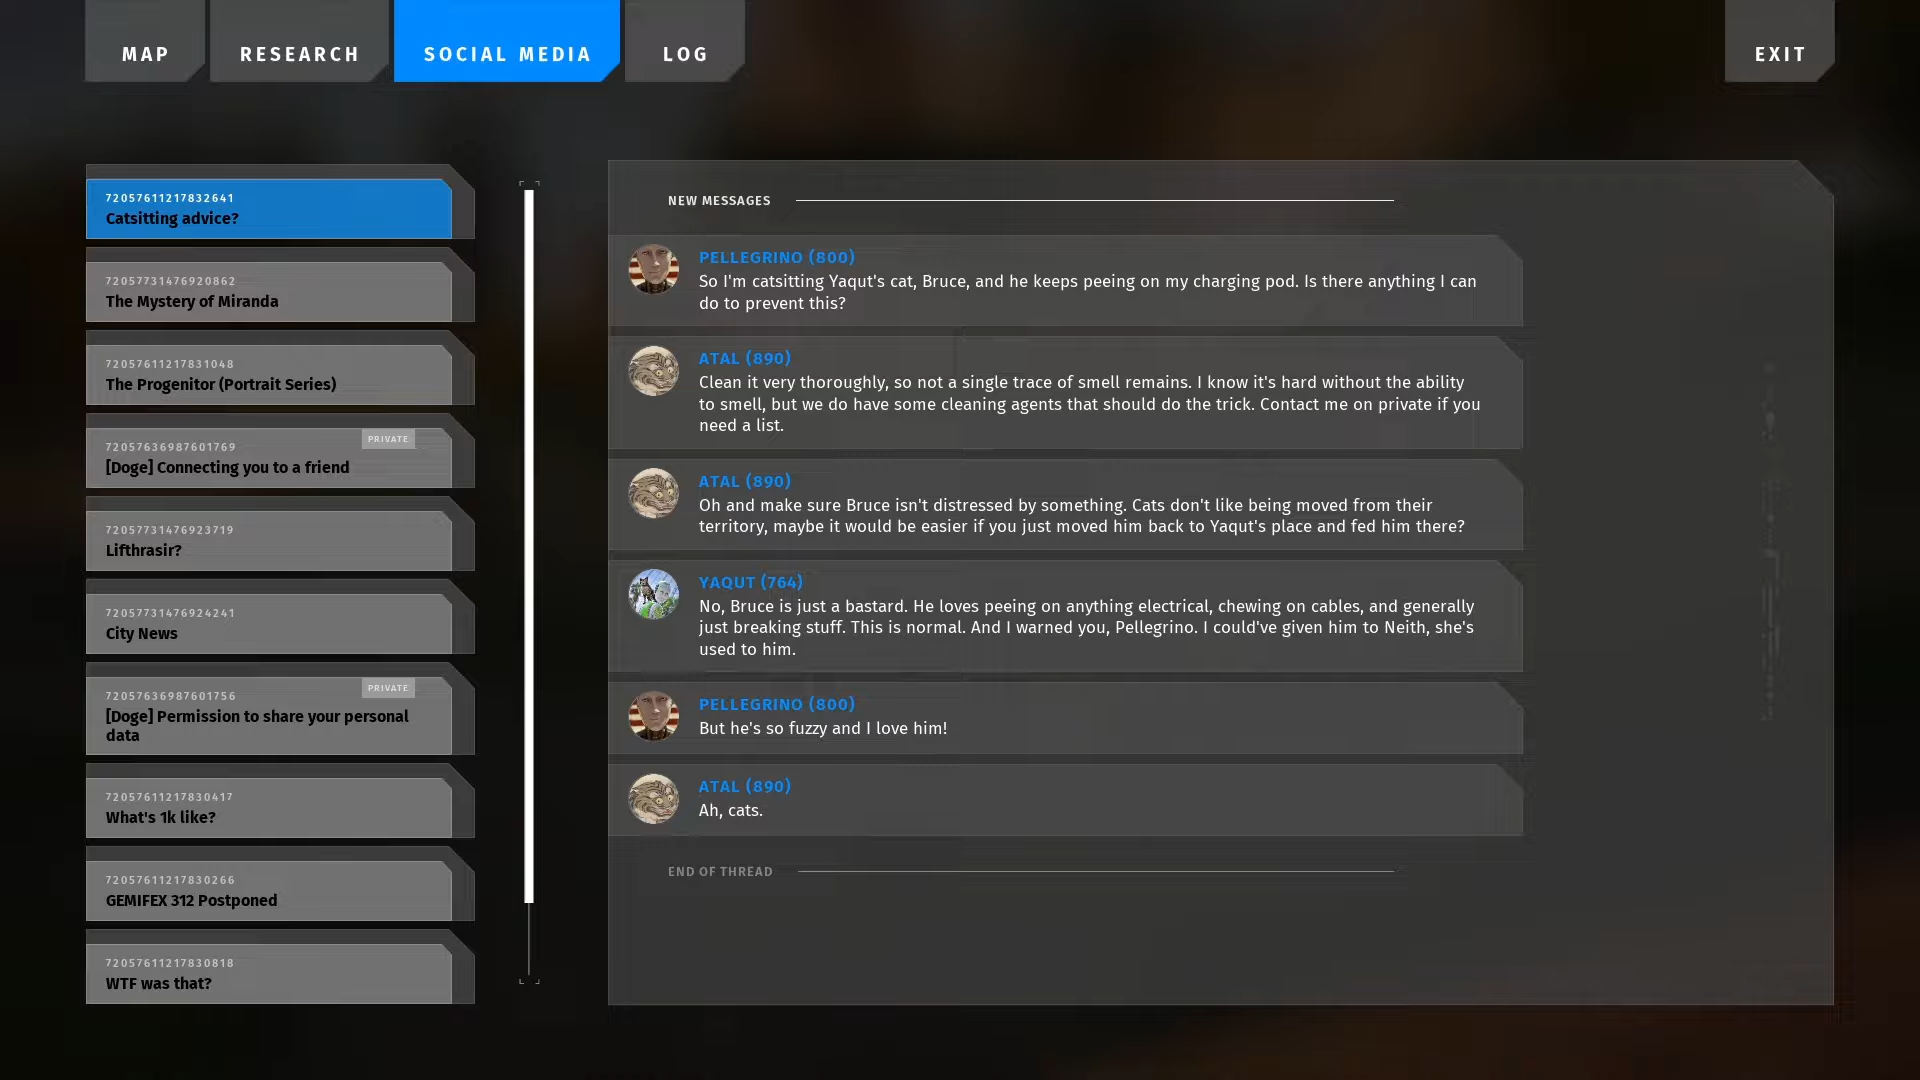 MAP
RESEARCH
SOCIAL MEDIA
LOG
EXIT
72057611217832641
Catsitting advice?
72057731476920862
The Mystery of Miranda
72057611217831048
The Progenitor (Portrait Series)
PRIVATE
72057636987601769
[Doge] Connecting you to a friend
72057731476923719
Lifthrasir?
72057731476924241
City News
PRIVATE
72057636987601756
[Doge] Permission to share your personal
data
72057611217830417
What's 1k like?
72057611217830266
GEMIFEX 312 Postponed
72057611217830818
WTF was that?
NEW MESSAGES
PELLEGRINO (800)
So I'm catsitting Yaqut's cat, Bruce, and he keeps peeing on my charging pod. Is there anything I can
do to prevent this?
ATAL (890)
Clean it very thoroughly, so not a single trace of smell remains. I know it's hard without the ability
to smell, but we do have some cleaning agents that should do the trick. Contact me on private if you
need a list.
ATAL (890)
Oh and make sure Bruce isn't distressed by something. Cats don't like being moved from their
territory, maybe it would be easier if you just moved him back to Yaqut's place and fed him there?
YAQUT (764)
No, Bruce is just a bastard. He loves peeing on anything electrical, chewing on cables, and generally
just breaking stuff. This is normal. And I warned you, Pellegrino. I could've given him to Neith, she's
used to him.
PELLEGRINO (800)
But he's so fuzzy and I love him!
ATAL (890)
Ah, cats.
END OF THREAD